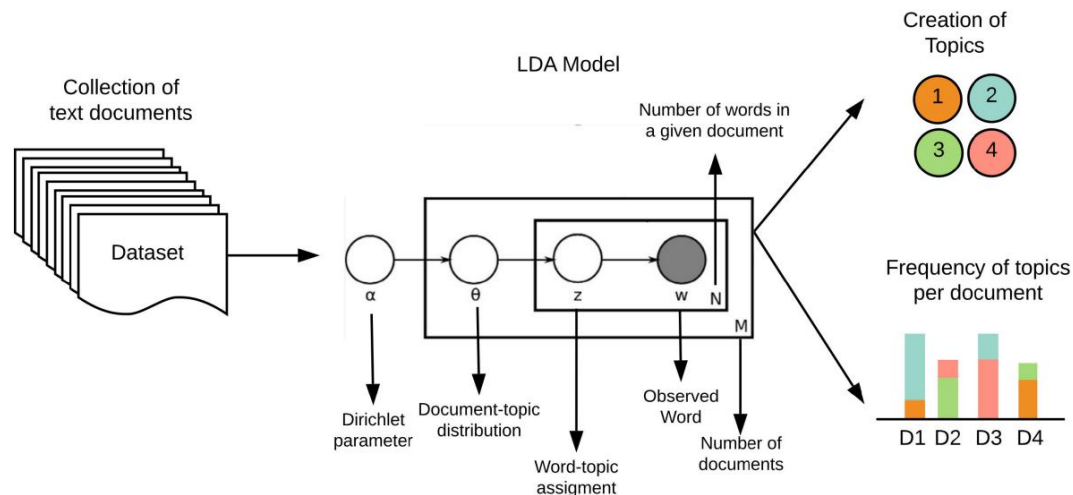 Collection of
text documents
Dataset
LDA Model
Number of words in
a given document
α
θ
z
w
N
M
Dirichlet
parameter
Document-topic
distribution
Word-topic
assigment
Observed
Word
Number of
documents
Creation of
Topics
1
2
3
4
Frequency of topics
per document
D1 D2 D3 D4